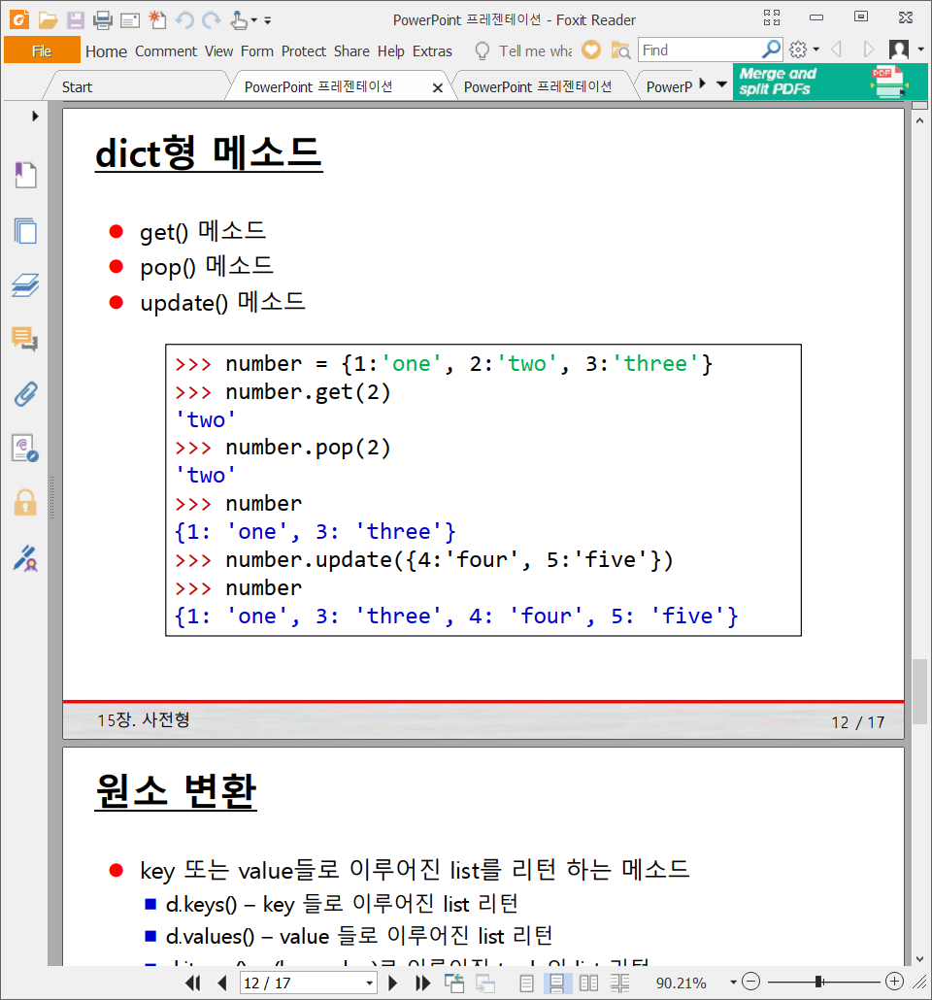 PowerPoint 프레젠테이션 - Foxit Reader
File Home Comment View Form Protect Share Help Extras Tell me wha Find
Start PowerPoint 프레젠테이션 PowerPoint 프레젠테이션 PowerP Merge and
split PDFs
PDF
dict형 메소드
get() 메소드
pop() 메소드
update() 메소드
>>> number = {1:'one', 2:'two', 3:'three'}
>>> number.get(2)
'two'
>>> number.pop(2)
'two'
>>> number
{1: 'one', 3: 'three'}
>>> number.update({4:'four', 5:'five'})
>>> number
{1: 'one', 3: 'three', 4: 'four', 5: 'five'}
15장. 사전형
12 / 17
원소 변환
key 또는 value들로 이루어진 list를 리턴 하는 메소드
d.keys() – key 들로 이루어진 list 리턴
d.values() – value 들로 이루어진 list 리턴
12 / 17 90.21%